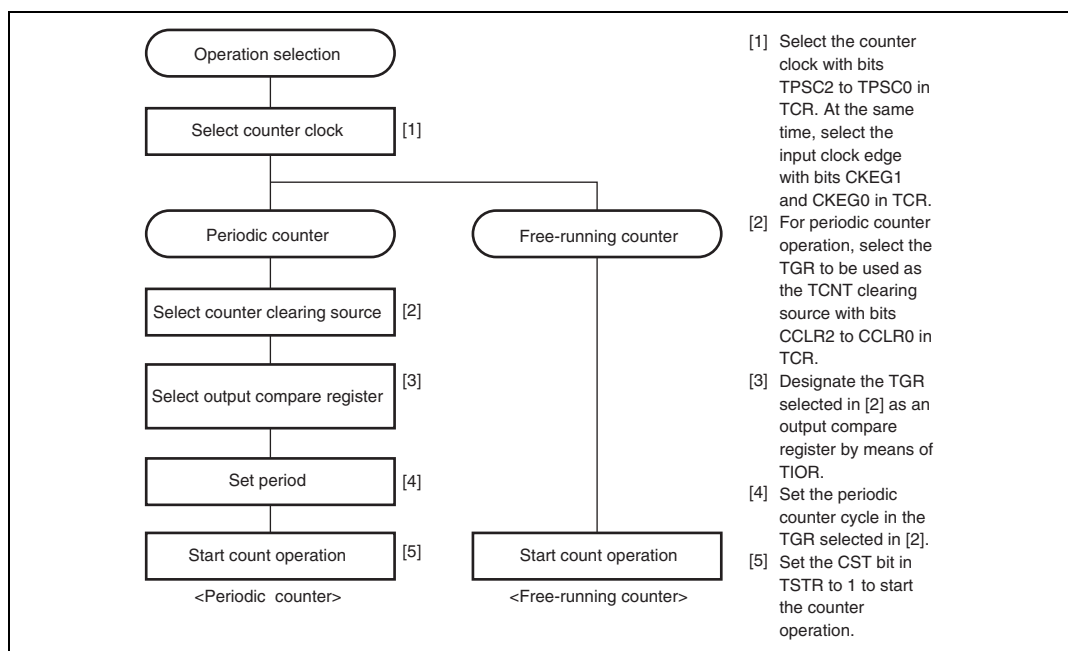 Operation selection
Select counter clock
[1]
Periodic counter
Free-running counter
Select counter clearing source
[2]
Select output compare register
[3]
Set period
[4]
Start count operation
[5]
Start count operation
<Periodic counter>
<Free-running counter>
[1] Select the counter
clock with bits
TPSC2 to TPSC0 in
TCR. At the same
time, select the
input clock edge
with bits CKEG1
and CKEG0 in TCR.
[2] For periodic counter
operation, select the
TGR to be used as
the TCNT clearing
source with bits
CCLR2 to CCLR0 in
TCR.
[3] Designate the TGR
selected in [2] as an
output compare
register by means of
TIOR.
[4] Set the periodic
counter cycle in the
TGR selected in [2].
[5] Set the CST bit in
TSTR to 1 to start
the counter
operation.